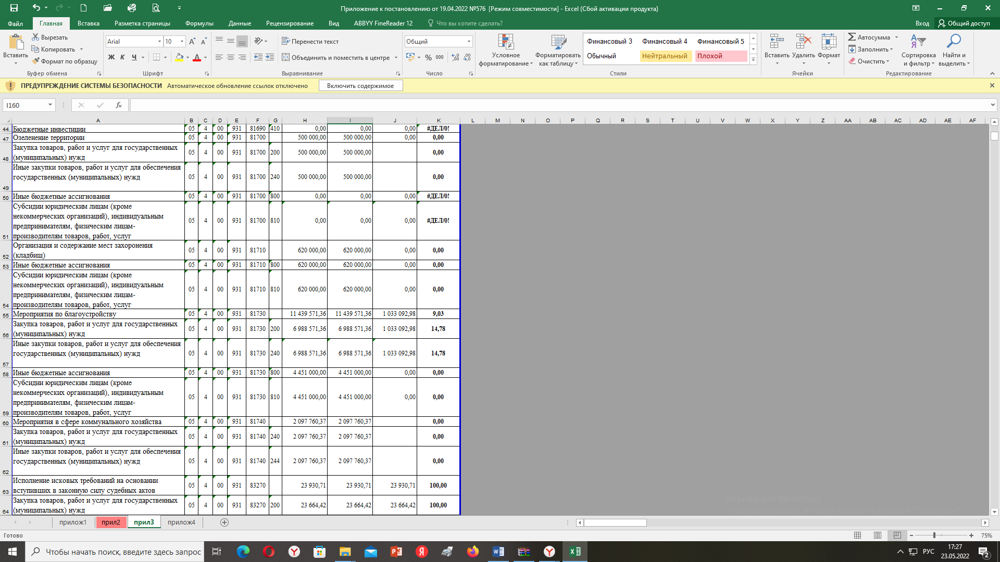 Приложение к постановлению от 19.04.2022 №576 [Режим совместимости] - Excel (Сбой активации продукта)
Файл Главная Вставка Разметка страницы Формулы Данные Рецензирование Вид ABBYY FineReader 12 Что вы хотите сделать? Вход Общий доступ
Вставить
Вырезать
Копировать
Формат по образцу
Буфер обмена
Arial 10
Ж К Ч
Шрифт
Перенести текст
Объединить и поместить в центре
Выравнивание
Общий
% 000
Число
Условное форматирование
Форматировать как таблицу
Финансовый 3 Финансовый 4 Финансовый 5
Обычный Нейтральный Плохой
Стили
Вставить Удалить Формат
Ячейки
Автосумма
Заполнить
Очистить
Сортировка и фильтр
Найти и выделить
Редактирование
ПРЕДУПРЕЖДЕНИЕ СИСТЕМЫ БЕЗОПАСНОСТИ Автоматическое обновление ссылок отключено Включить содержимое
I160 fx
A B C D E F G H I J K L M N O P Q R S T U V W X Y Z AA AB AC AD AE AF
44 Бюджетные инвестиции 05 4 00 931 81690 410 0,00 0,00 0,00 #ДЕЛ/0!
47 Озеленение территории 05 4 00 931 81700 500 000,00 500 000,00 0,00 0,00
48 Закупка товаров, работ и услуг для государственных (муниципальных) нужд 05 4 00 931 81700 200 500 000,00 500 000,00 0,00
49 Иные закупки товаров, работ и услуг для обеспечения государственных (муниципальных) нужд 05 4 00 931 81700 240 500 000,00 500 000,00 0,00
50 Иные бюджетные ассигнования 05 4 00 931 81700 800 0,00 0,00 0,00 #ДЕЛ/0!
51 Субсидии юридическим лицам (кроме некоммерческих организаций), индивидуальным предпринимателям, физическим лицам-производителям товаров, работ, услуг 05 4 00 931 81700 810 0,00 0,00 0,00 #ДЕЛ/0!
52 Организация и содержание мест захоронения (кладбищ) 05 4 00 931 81710 620 000,00 620 000,00 0,00 0,00
53 Иные бюджетные ассигнования 05 4 00 931 81710 800 620 000,00 620 000,00 0,00 0,00
54 Субсидии юридическим лицам (кроме некоммерческих организаций), индивидуальным предпринимателям, физическим лицам-производителям товаров, работ, услуг 05 4 00 931 81710 810 620 000,00 620 000,00 0,00 0,00
55 Мероприятия по благоустройству 05 4 00 931 81730 11 439 571,36 11 439 571,36 1 033 092,98 9,03
56 Закупка товаров, работ и услуг для государственных (муниципальных) нужд 05 4 00 931 81730 200 6 988 571,36 6 988 571,36 1 033 092,98 14,78
57 Иные закупки товаров, работ и услуг для обеспечения государственных (муниципальных) нужд 05 4 00 931 81730 240 6 988 571,36 6 988 571,36 1 033 092,98 14,78
58 Иные бюджетные ассигнования 05 4 00 931 81730 800 4 451 000,00 4 451 000,00 0,00 0,00
59 Субсидии юридическим лицам (кроме некоммерческих организаций), индивидуальным предпринимателям, физическим лицам-производителям товаров, работ, услуг 05 4 00 931 81730 810 4 451 000,00 4 451 000,00 0,00 0,00
60 Мероприятия в сфере коммунального хозяйства 05 4 00 931 81740 2 097 760,37 2 097 760,37 0,00
61 Закупка товаров, работ и услуг для государственных (муниципальных) нужд 05 4 00 931 81740 240 2 097 760,37 2 097 760,37 0,00
62 Иные закупки товаров, работ и услуг для обеспечения государственных (муниципальных) нужд 05 4 00 931 81740 244 2 097 760,37 2 097 760,37 0,00
63 Исполнение исковых требований на основании вступивших в законную силу судебных актов 05 4 00 931 83270 23 930,71 23 930,71 23 930,71 100,00
64 Закупка товаров, работ и услуг для государственных (муниципальных) нужд 05 4 00 931 83270 200 23 664,42 23 664,42 23 664,42 100,00
Активация Windows
прилож1 прил2 прил3 прилож4
Готово 75%
Чтобы начать поиск, введите здесь запрос РУС 17:27
23.05.2022 2